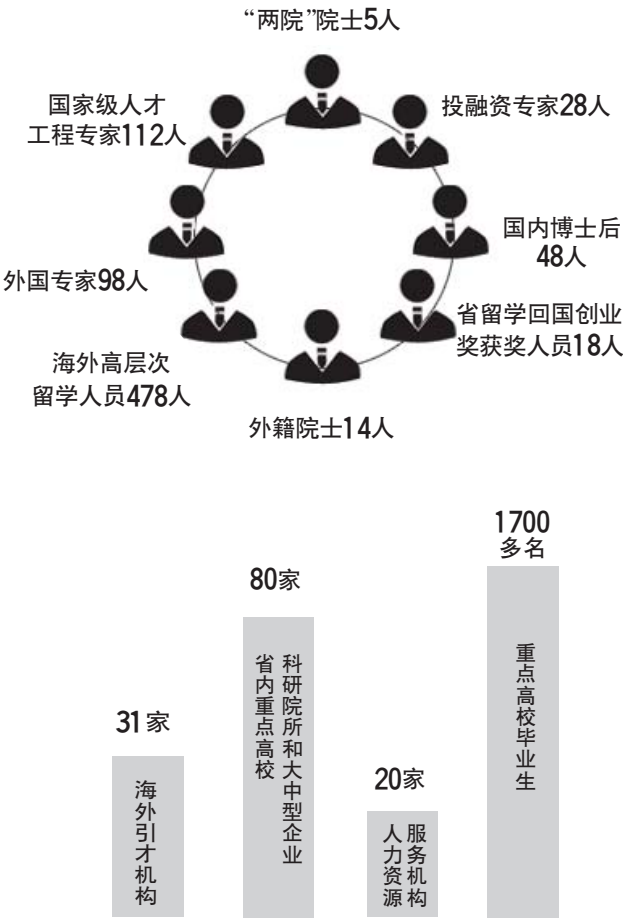 “两院”院士5人
国家级人才
工程专家112人
投融资专家28人
国内博士后
48人
外国专家98人
省留学回国创业
奖获奖人员18人
海外高层次
留学人员478人
外籍院士14人
31家
海外引才机构
80家
省内重点高校
科研院所和大中型企业
20家
人力资源
服务机构
1700
多名
重点高校毕业生